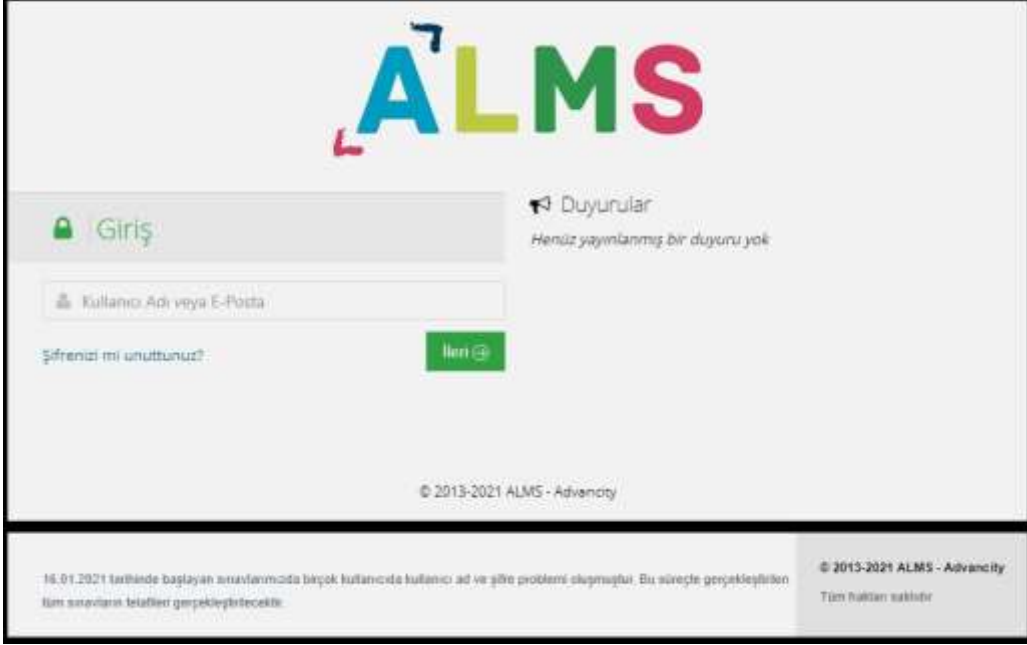 ALMS
Giriş
Kullanıcı Adı veya E-Posta
Şifrenizi mi unuttunuz?
İleri
Duyurular
Henüz yayınlanmış bir duyuru yok
© 2013-2021 ALMS - Advancity
16.01.2021 tarihinde başlayan sınavlarımızda birçok kullanıcıda kullanıcı ad ve şifre problemi oluşmuştur. Bu süreçte gerçekleştirilen
tüm sınavların telafileri gerçekleştirilecektir.
© 2013-2021 ALMS - Advancity
Tüm hakları saklıdır